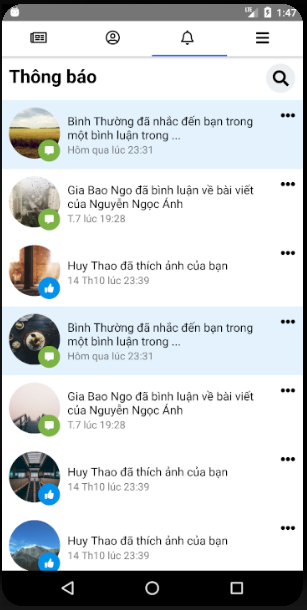 1:47
Thông báo
Bình Thường đã nhắc đến bạn trong
một bình luận trong ...
Hôm qua lúc 23:31
Gia Bao Ngo đã bình luận về bài viết
của Nguyễn Ngọc Ánh
T.7 lúc 19:28
Huy Thao đã thích ảnh của bạn
14 Th10 lúc 23:39
Bình Thường đã nhắc đến bạn trong
một bình luận trong ...
Hôm qua lúc 23:31
Gia Bao Ngo đã bình luận về bài viết
của Nguyễn Ngọc Ánh
T.7 lúc 19:28
Huy Thao đã thích ảnh của bạn
14 Th10 lúc 23:39
Huy Thao đã thích ảnh của bạn
14 Th10 lúc 23:39